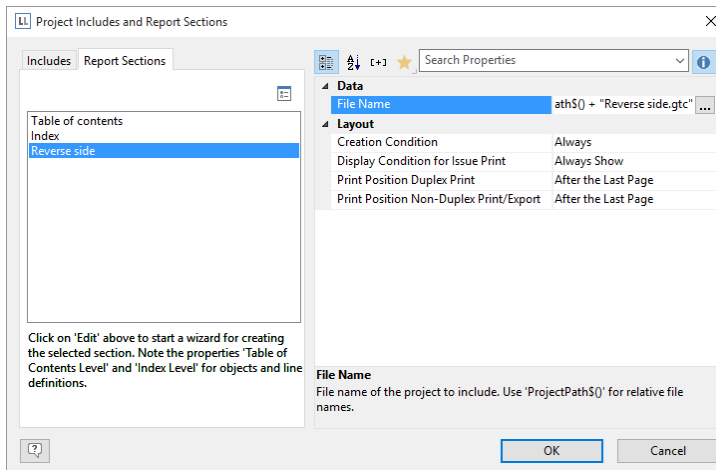 LL Project Includes and Report Sections
Includes Report Sections
Table of contents
Index
Reverse side
Click on 'Edit' above to start a wizard for creating
the selected section. Note the properties 'Table of
Contents Level' and 'Index Level' for objects and line
definitions.
Search Properties
Data
File Name ath$() + "Reverse side.gtc" ...
Layout
Creation Condition Always
Display Condition for Issue Print Always Show
Print Position Duplex Print After the Last Page
Print Position Non-Duplex Print/Export After the Last Page
File Name
File name of the project to include. Use 'ProjectPath$()' for relative file
names.
OK Cancel